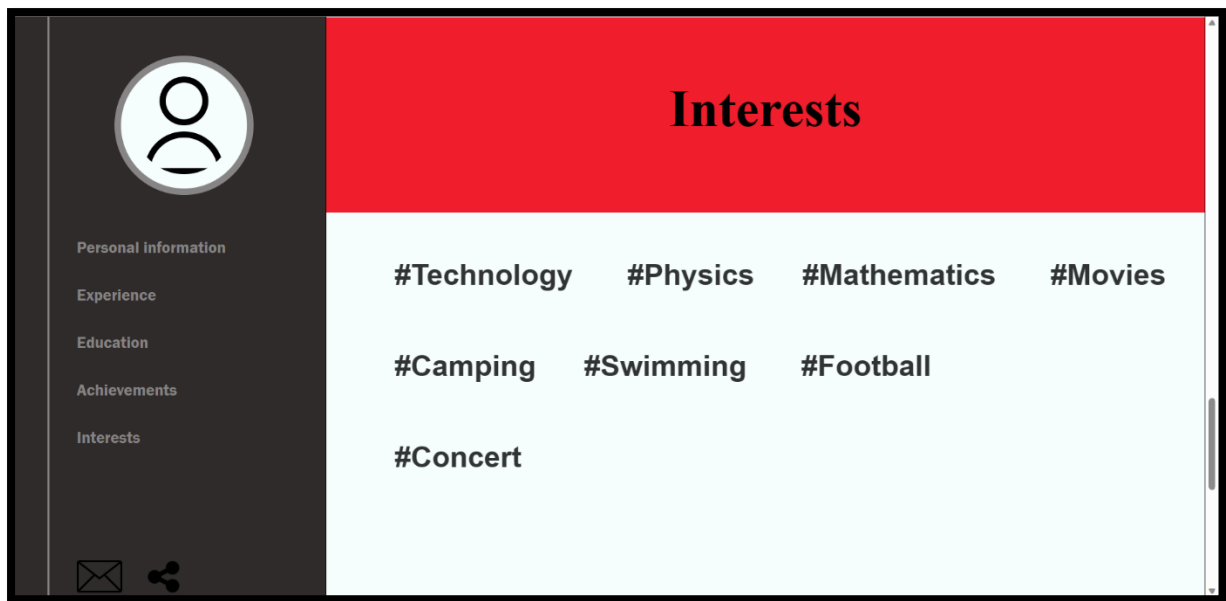 Personal information
Experience
Education
Achievements
Interests
Interests
#Technology #Physics #Mathematics #Movies
#Camping #Swimming #Football
#Concert